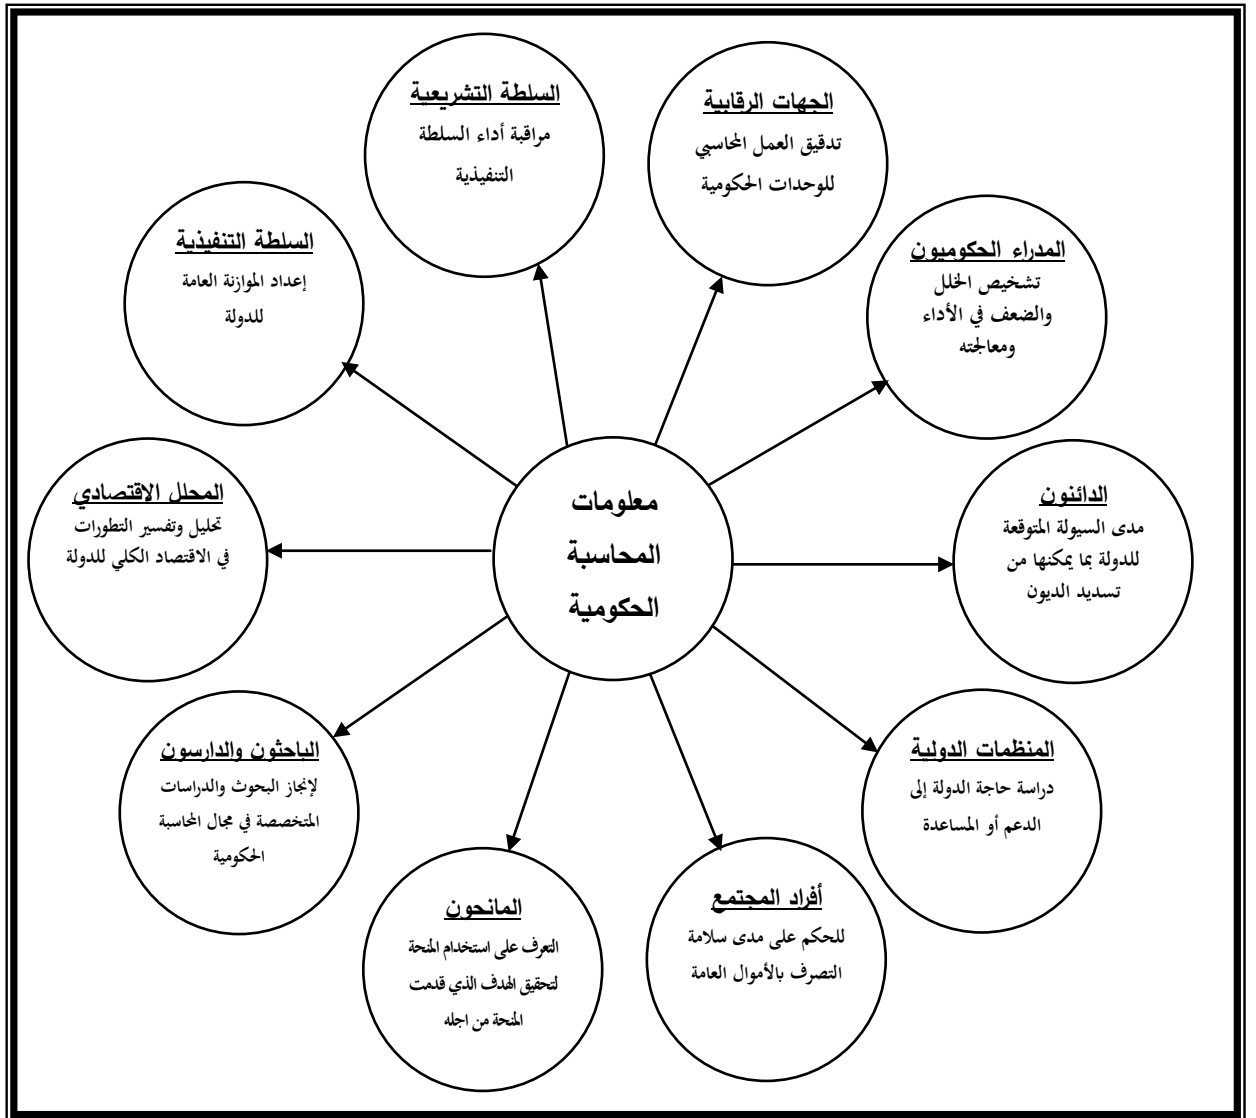 الجهات الرقابية
تدقيق العمل المحاسبي
للوحدات الحكومية
السلطة التشريعية
مراقبة أداء السلطة
التنفيذية
المدراء الحكوميون
تشخيص الخلل
والضعف في الأداء
ومعالجته
السلطة التنفيذية
إعداد الموازنة العامة
للدولة
الدائنون
مدى السيولة المتوقعة
للدولة بما يمكنها من
تسديد الديون
معلومات
المحاسبة
الحكومية
المحلل الاقتصادي
تحليل وتفسير التطورات
في الاقتصاد الكلي للدولة
المنظمات الدولية
دراسة حاجة الدولة إلى
الدعم أو المساعدة
الباحثون والدارسون
لإنجاز البحوث والدراسات
المتخصصة في مجال المحاسبة
الحكومية
أفراد المجتمع
للحكم على مدى سلامة
التصرف بالأموال العامة
المانحون
التعرف على استخدام المنحة
لتحقيق الهدف الذي قدمت
المنحة من اجله